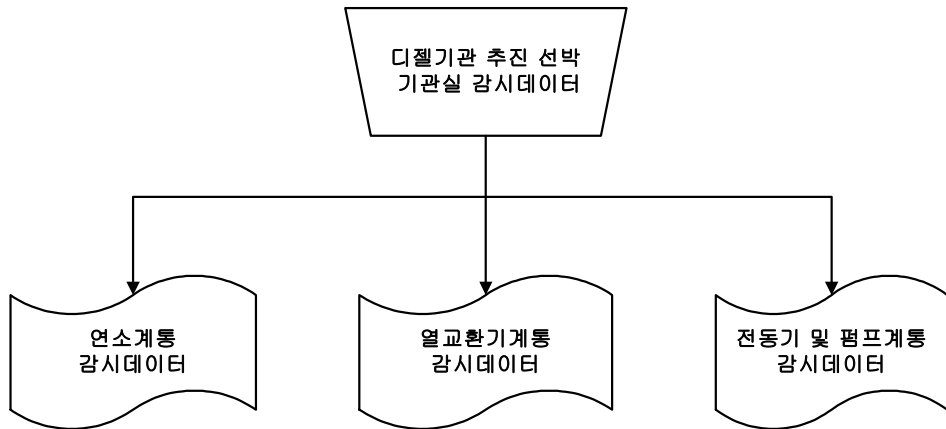 디젤기관 추진 선박
기관실 감시데이터
연소계통
감시데이터
열교환기계통
감시데이터
전동기 및 펌프계통
감시데이터